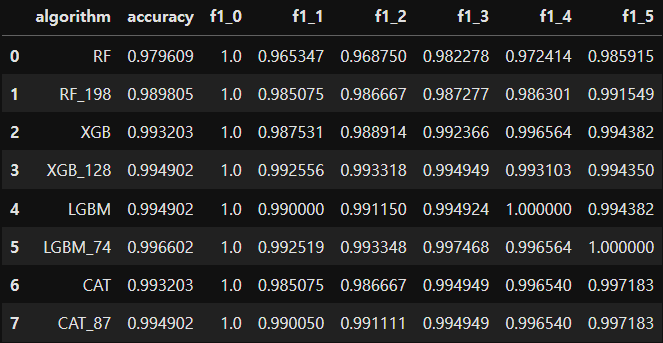 algorithm accuracy f1_0 f1_1 f1_2 f1_3 f1_4 f1_5
0 RF 0.979609 1.0 0.965347 0.968750 0.982278 0.972414 0.985915
1 RF_198 0.989805 1.0 0.985075 0.986667 0.987277 0.986301 0.991549
2 XGB 0.993203 1.0 0.987531 0.988914 0.992366 0.996564 0.994382
3 XGB_128 0.994902 1.0 0.992556 0.993318 0.994949 0.993103 0.994350
4 LGBM 0.994902 1.0 0.990000 0.991150 0.994924 1.000000 0.994382
5 LGBM_74 0.996602 1.0 0.992519 0.993348 0.997468 0.996564 1.000000
6 CAT 0.993203 1.0 0.985075 0.986667 0.994949 0.996540 0.997183
7 CAT_87 0.994902 1.0 0.990050 0.991111 0.994949 0.996540 0.997183